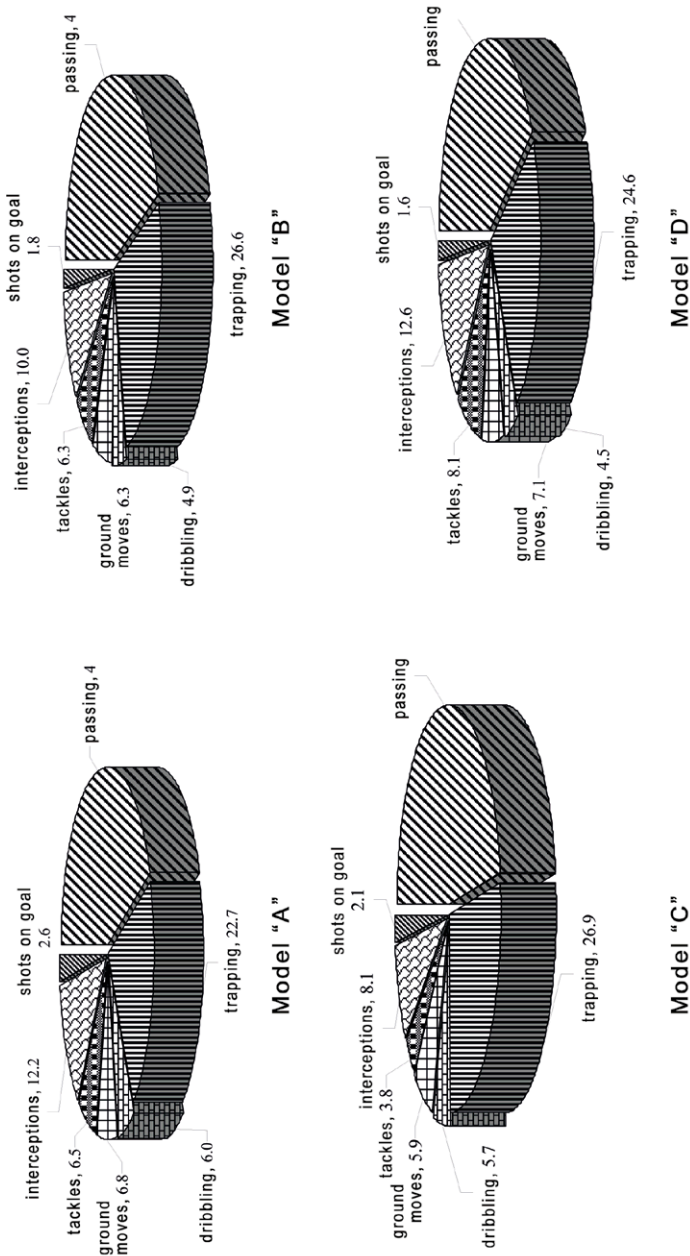 shots on goal
2.6
passing, 4
interceptions, 12.2
tackles, 6.5
ground
moves, 6.8
dribbling, 6.0
trapping, 22.7
Model "A"
shots on goal
1.8
passing, 4
interceptions, 10.0
tackles, 6.3
ground
moves, 6.3
dribbling, 4.9
trapping, 26.6
Model "B"
shots on goal
2.1
passing
interceptions, 8.1
tackles, 3.8
ground
moves, 5.9
dribbling, 5.7
trapping, 26.9
Model "C"
shots on goal
1.6
passing
interceptions, 12.6
tackles, 8.1
ground
moves, 7.1
dribbling, 4.5
trapping, 24.6
Model "D"